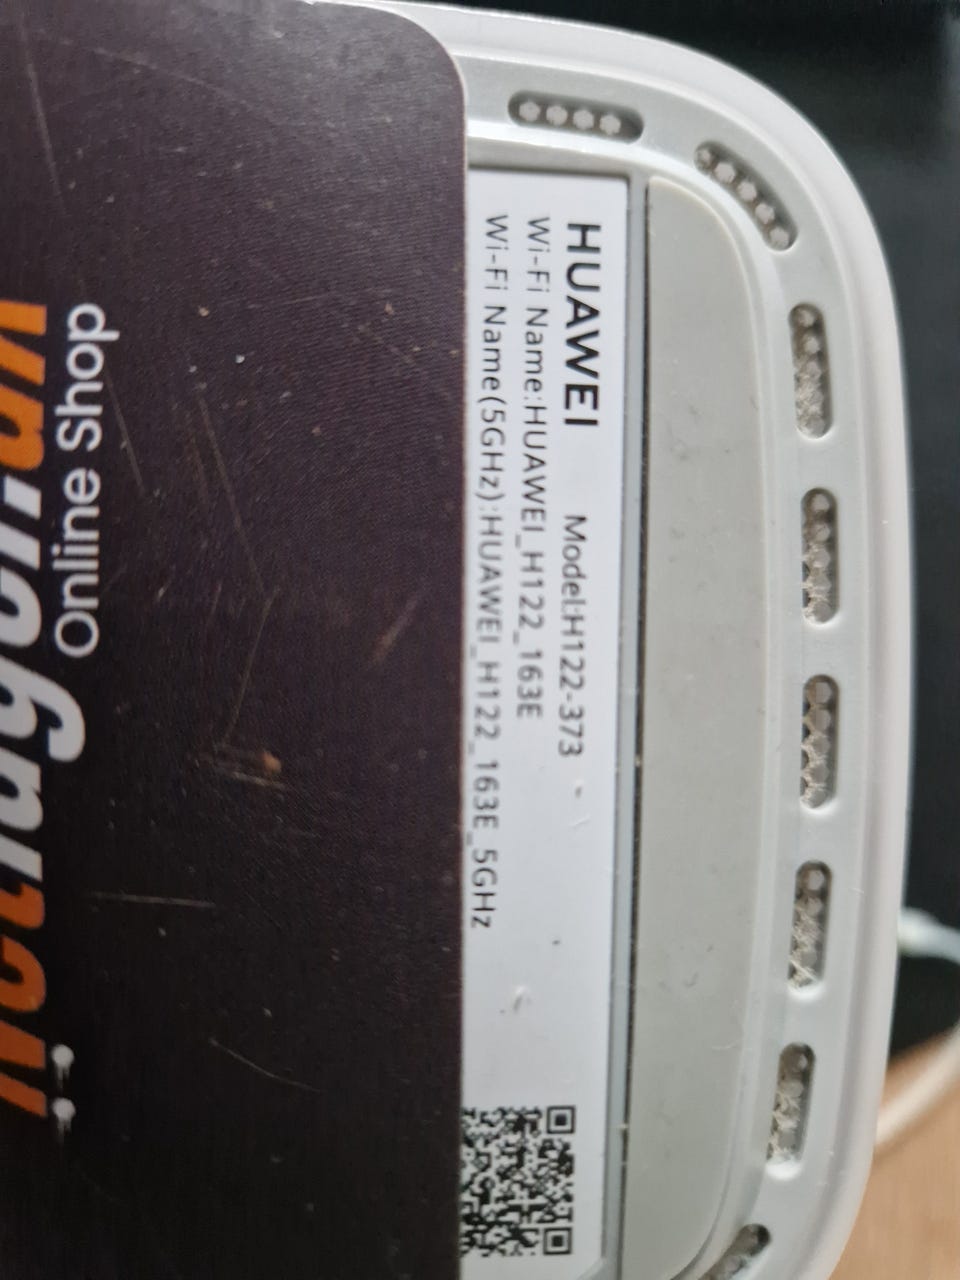 HUAWEI Model:H122-373
Wi-Fi Name:HUAWEI_H122_163E
Wi-Fi Name(5GHz):HUAWEI_H122_163E_5GHz
Online Shop